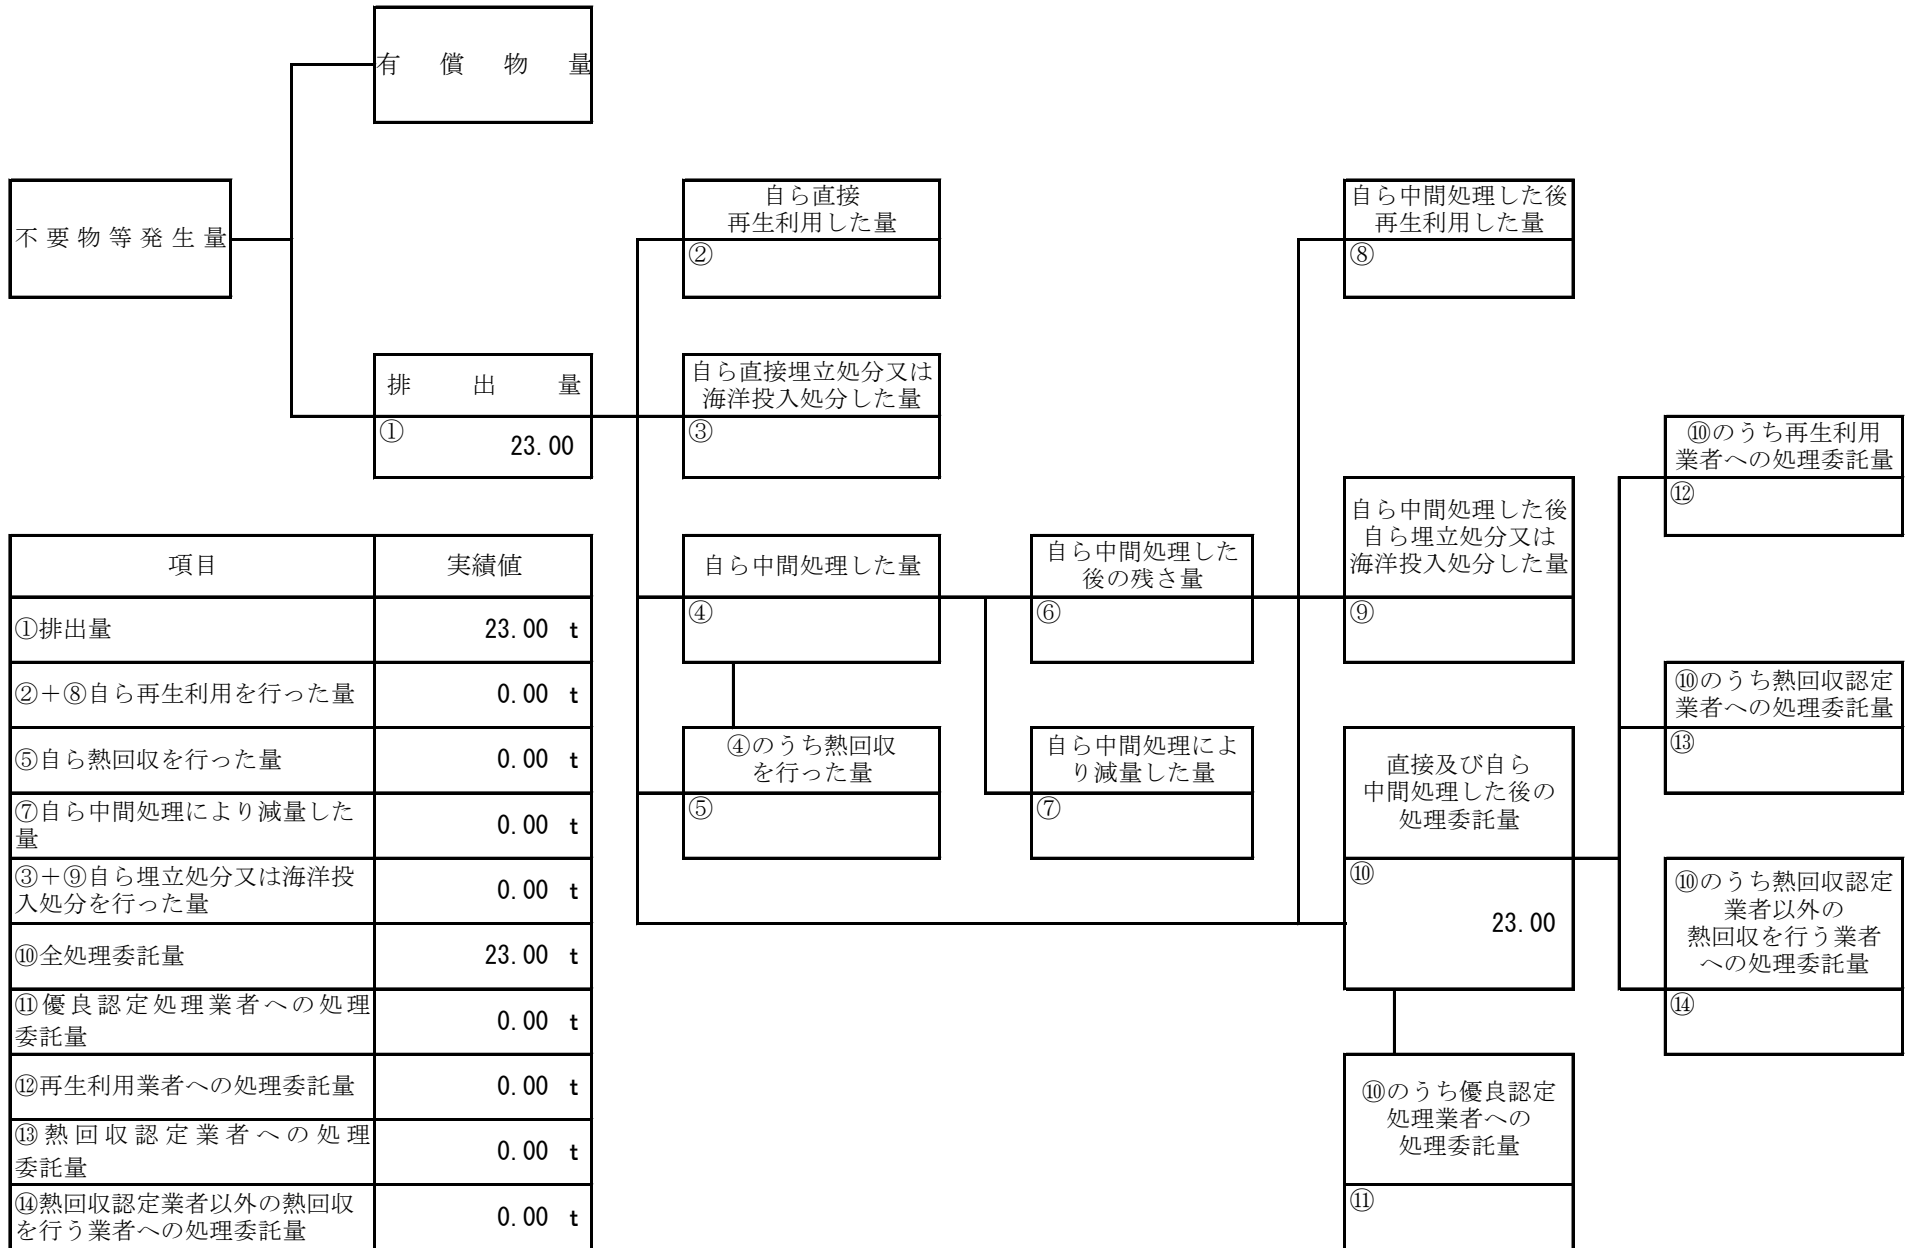 有償物量
不要物等発生量
排出量
①
23.00
自ら直接
再生利用した量
②
自ら直接埋立処分又は
海洋投入処分した量
③
自ら中間処理した量
④
④のうち熱回収
を行った量
⑤
自ら中間処理した
後の残さ量
⑥
自ら中間処理によ
り減量した量
⑦
自ら中間処理した後
再生利用した量
⑧
自ら中間処理した後
自ら埋立処分又は
海洋投入処分した量
⑨
直接及び自ら
中間処理した後の
処理委託量
⑩
23.00
⑩のうち優良認定
処理業者への
処理委託量
⑪
⑩のうち再生利用
業者への処理委託量
⑫
⑩のうち熱回収認定
業者への処理委託量
⑬
⑩のうち熱回収認定
業者以外の
熱回収を行う業者
への処理委託量
⑭
項目 実績値
①排出量 23.00 t
②+⑧自ら再生利用を行った量 0.00 t
⑤自ら熱回収を行った量 0.00 t
⑦自ら中間処理により減量した
量 0.00 t
③+⑨自ら埋立処分又は海洋投
入処分を行った量 0.00 t
⑩全処理委託量 23.00 t
⑪優良認定処理業者への処理
委託量 0.00 t
⑫再生利用業者への処理委託量 0.00 t
⑬熱回収認定業者への処理
委託量 0.00 t
⑭熱回収認定業者以外の熱回収
を行う業者への処理委託量 0.00 t